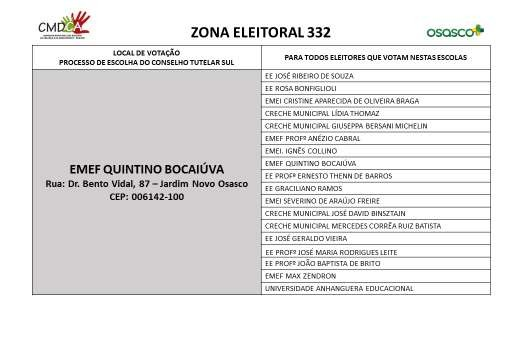 CMDCA
ZONA ELEITORAL 332
OSASCO
LOCAL DE VOTAÇÃO
PROCESSO DE ESCOLHA DO CONSELHO TUTELAR SUL
PARA TODOS ELEITORES QUE VOTAM NESTAS ESCOLAS
EMEF QUINTINO BOCAIÚVA
Rua: Dr. Bento Vidal, 87 – Jardim Novo Osasco
CEP: 006142-100
EE JOSÉ RIBEIRO DE SOUZA
EE ROSA BONFIGLIOLI
EMEI CRISTINE APARECIDA DE OLIVEIRA BRAGA
CRECHE MUNICIPAL LÍDIA THOMAZ
CRECHE MUNICIPAL GIUSEPPA BERSANI MICHELIN
EMEF PROFº ANÉZIO CABRAL
EMEI. IGNÊS COLLINO
EMEF QUINTINO BOCAIÚVA
EE PROFº ERNESTO THENN DE BARROS
EE GRACILIANO RAMOS
EMEI SEVERINO DE ARAÚJO FREIRE
CRECHE MUNICIPAL JOSÉ DAVID BINSZTAIN
CRECHE MUNICIPAL MERCEDES CORRÊA RUIZ BATISTA
EE JOSÉ GERALDO VIEIRA
EE PROFº JOSÉ MARIA RODRIGUES LEITE
EE PROFº JOÃO BAPTISTA DE BRITO
EMEF MAX ZENDRON
UNIVERSIDADE ANHANGUERA EDUCACIONAL